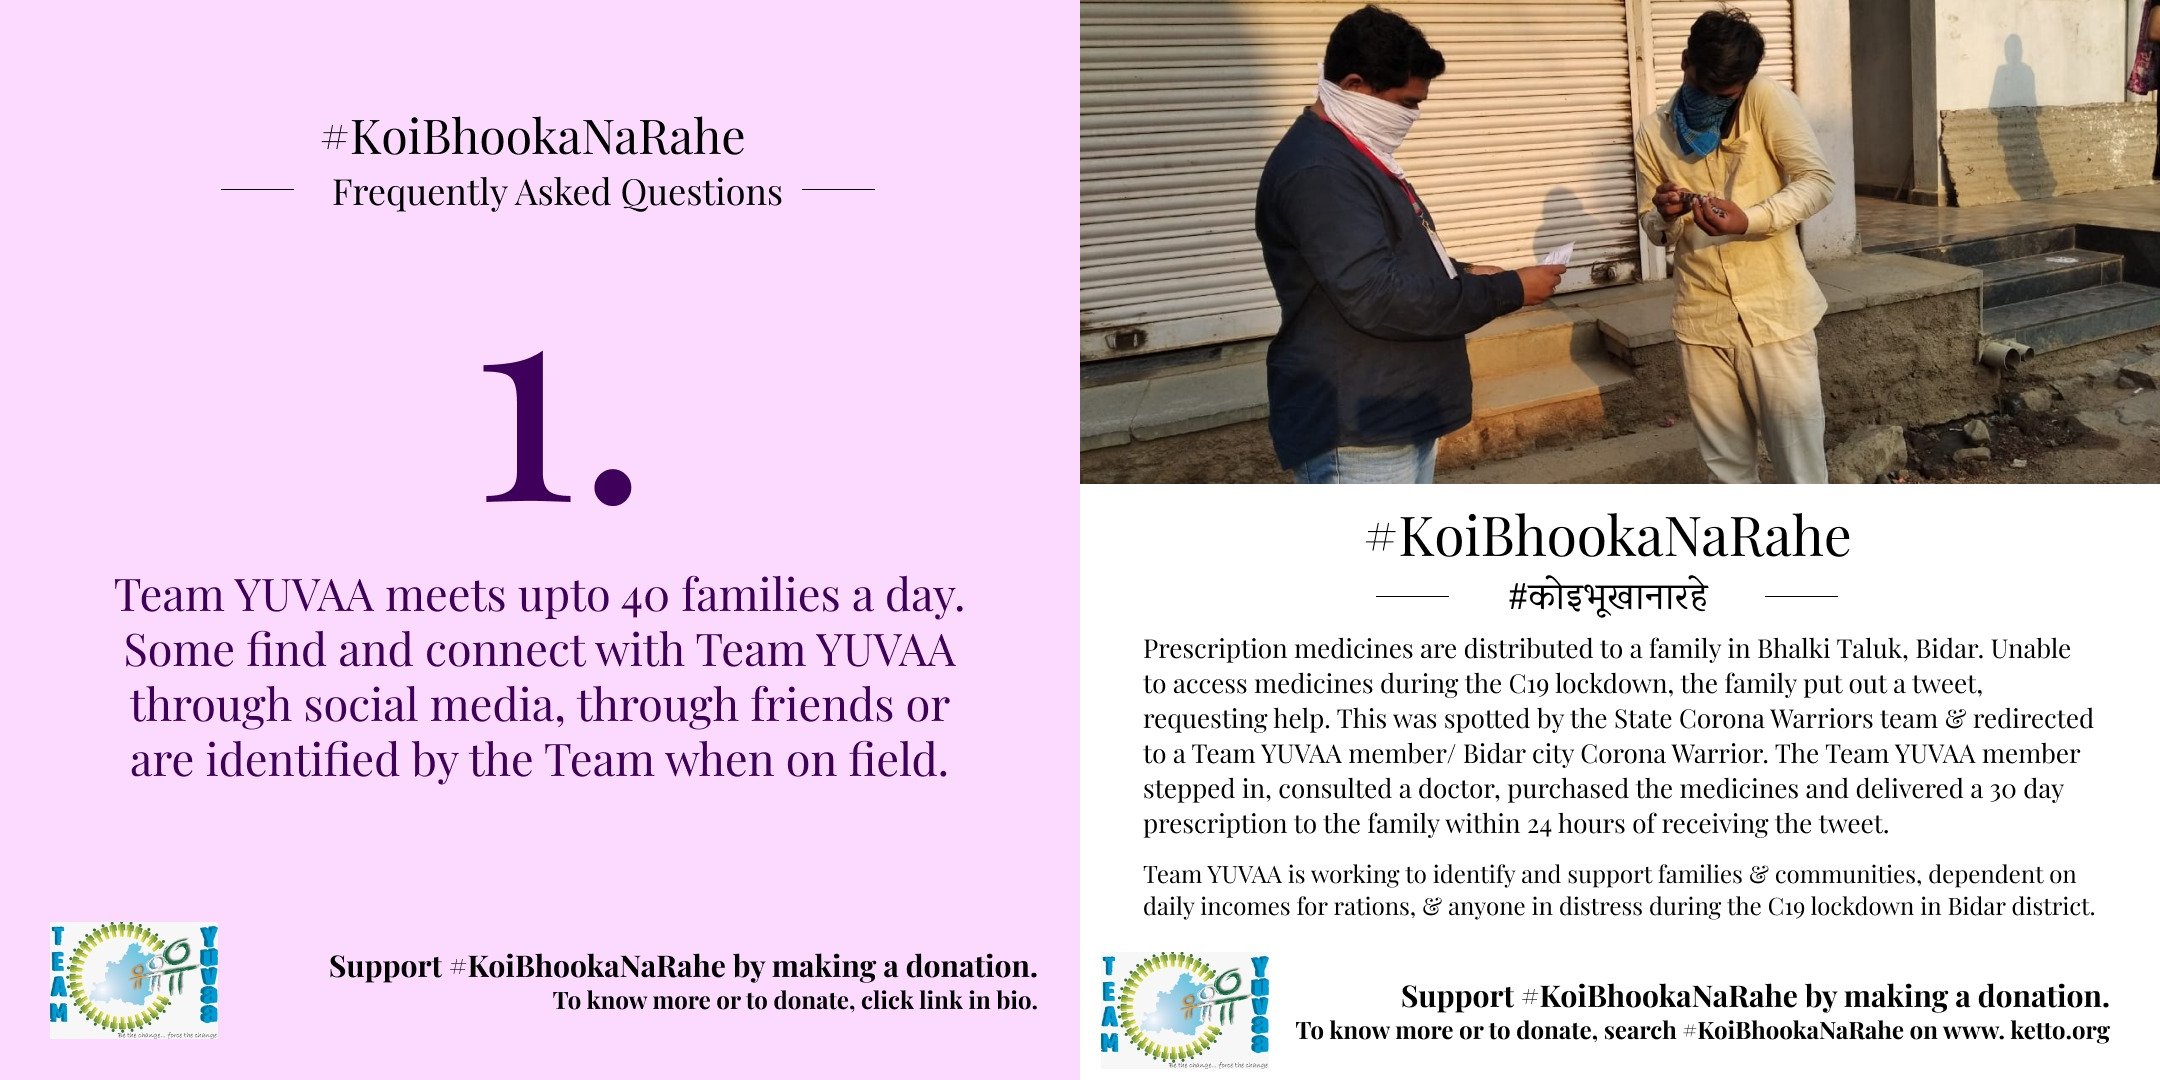 #KoiBhookaNaRahe
Frequently Asked Questions
1.
Team YUVAA meets upto 40 families a day.
Some find and connect with Team YUVAA
through social media, through friends or
are identified by the Team when on field.
TEAM
युवा
Yuvaa
Be the change... force the change
Support #KoiBhookaNaRahe by making a donation.
To know more or to donate, click link in bio.
#KoiBhookaNaRahe
#कोइभूखानारहे
Prescription medicines are distributed to a family in Bhalki Taluk, Bidar. Unable
to access medicines during the C19 lockdown, the family put out a tweet,
requesting help. This was spotted by the State Corona Warriors team & redirected
to a Team YUVAA member/ Bidar city Corona Warrior. The Team YUVAA member
stepped in, consulted a doctor, purchased the medicines and delivered a 30 day
prescription to the family within 24 hours of receiving the tweet.
Team YUVAA is working to identify and support families & communities, dependent on
daily incomes for rations, & anyone in distress during the C19 lockdown in Bidar district.
TEAM
युवा
Yuvaa
Be the change... force the change
Support #KoiBhookaNaRahe by making a donation.
To know more or to donate, search #KoiBhookaNaRahe on www. ketto.org